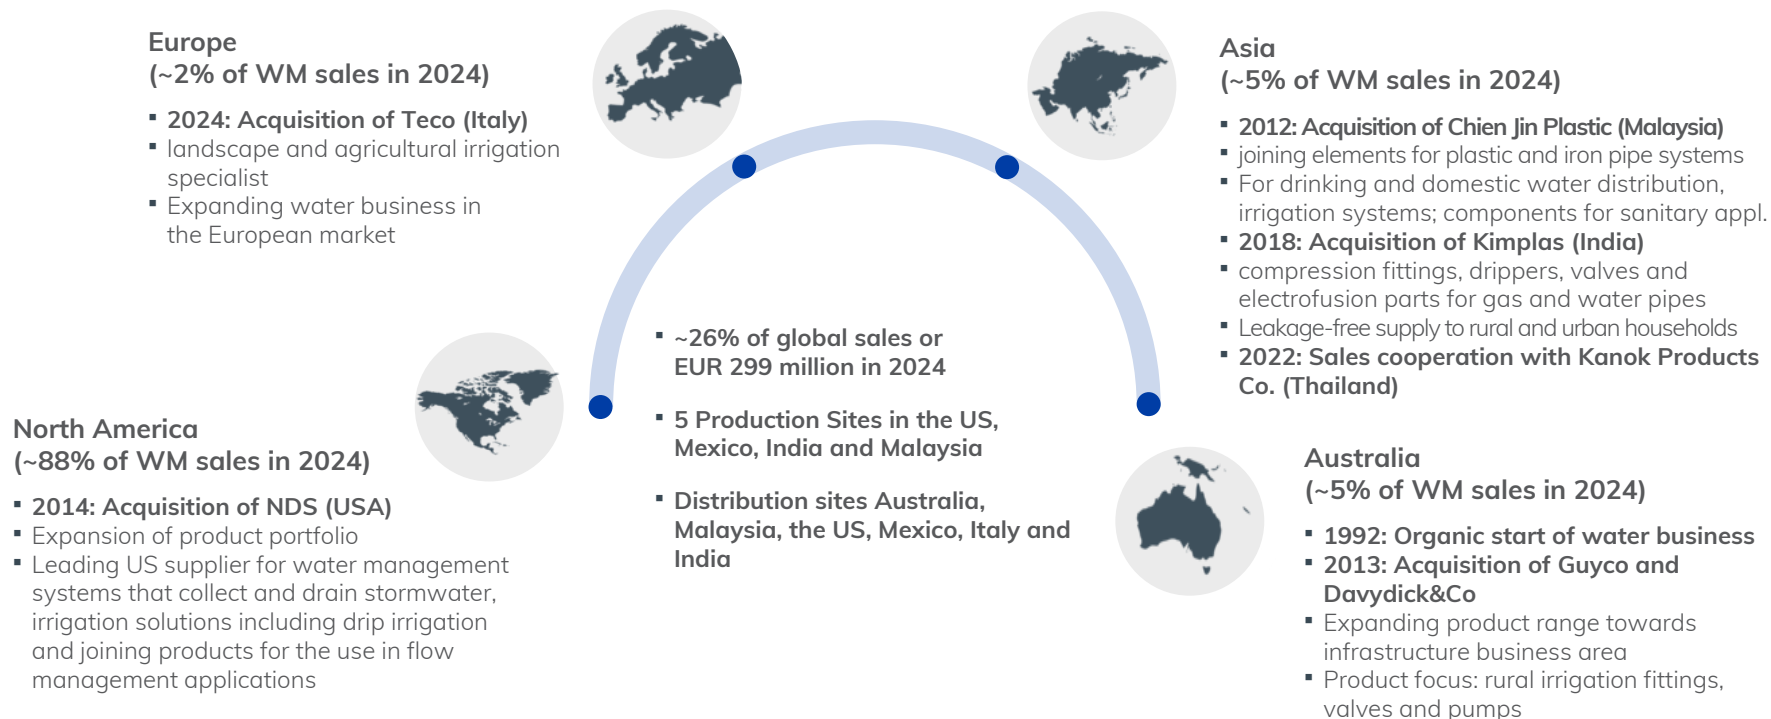 Europe
(~2% of WM sales in 2024)
▪ 2024: Acquisition of Teco (Italy)
▪ landscape and agricultural irrigation
specialist
▪ Expanding water business in
the European market
Asia
(~5% of WM sales in 2024)
▪ 2012: Acquisition of Chien Jin Plastic (Malaysia)
▪ joining elements for plastic and iron pipe systems
▪ For drinking and domestic water distribution,
irrigation systems; components for sanitary appl.
▪ 2018: Acquisition of Kimplas (India)
▪ compression fittings, drippers, valves and
electrofusion parts for gas and water pipes
▪ Leakage-free supply to rural and urban households
▪ 2022: Sales cooperation with Kanok Products
Co. (Thailand)
▪ ~26% of global sales or
EUR 299 million in 2024
▪ 5 Production Sites in the US,
Mexico, India and Malaysia
▪ Distribution sites Australia,
Malaysia, the US, Mexico, Italy and
India
North America
(~88% of WM sales in 2024)
▪ 2014: Acquisition of NDS (USA)
▪ Expansion of product portfolio
▪ Leading US supplier for water management
systems that collect and drain stormwater,
irrigation solutions including drip irrigation
and joining products for the use in flow
management applications
Australia
(~5% of WM sales in 2024)
▪ 1992: Organic start of water business
▪ 2013: Acquisition of Guyco and
Davydick&Co
▪ Expanding product range towards
infrastructure business area
▪ Product focus: rural irrigation fittings,
valves and pumps